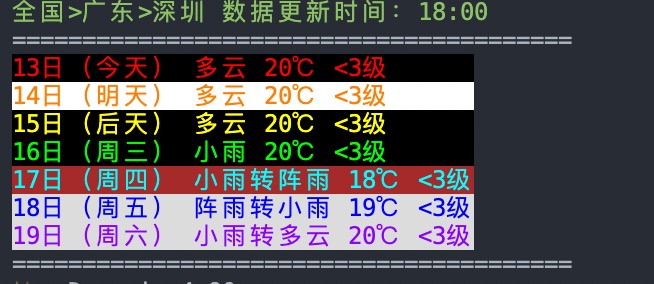 全国>广东>深圳 数据更新时间: 18:00
================================================
13日（今天） 多云 20℃ <3级
14日（明天） 多云 20℃ <3级
15日（后天） 多云 20℃ <3级
16日（周三） 小雨 20℃ <3级
17日（周四） 小雨转阵雨 18℃ <3级
18日（周五） 阵雨转小雨 19℃ <3级
19日（周六） 小雨转多云 20℃ <3级
================================================